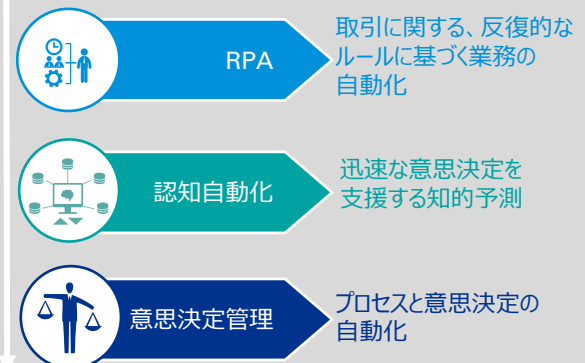 RPA
取引に関する、反復的な
ルールに基づく業務の
自動化
認知自動化
迅速な意思決定を
支援する知的予測
意思決定管理
プロセスと意思決定の
自動化